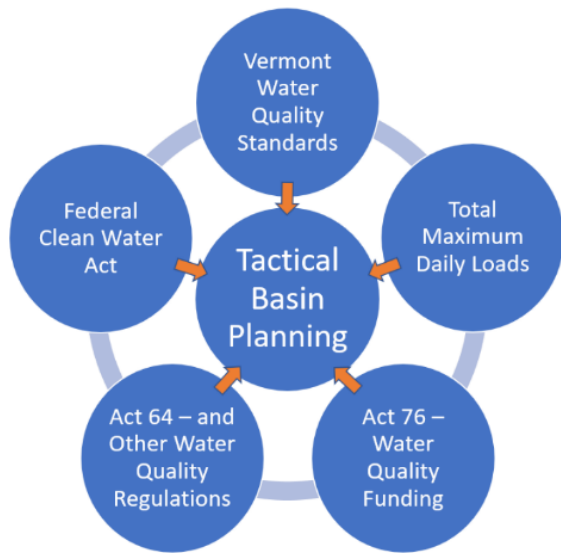 Vermont
Water
Quality
Standards
Federal
Clean Water
Act
Total
Maximum
Daily Loads
Tactical
Basin
Planning
Act 64 – and
Other Water
Quality
Regulations
Act 76 –
Water
Quality
Funding